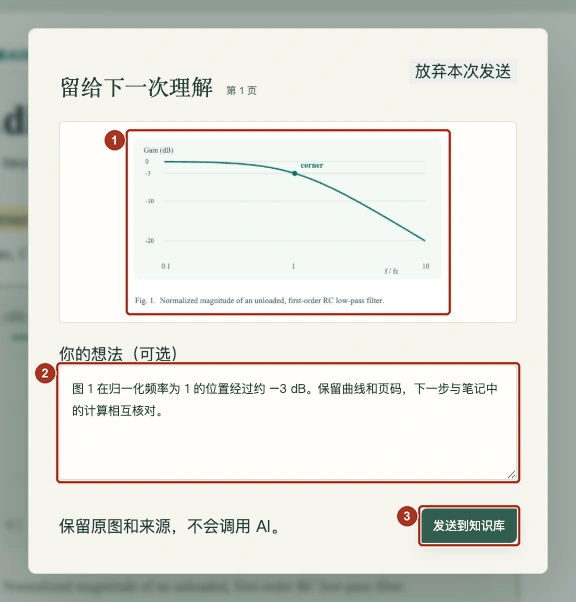 留给下一次理解 第 1 页
放弃本次发送
1
Gain (dB)
0
-3
-10
-20
corner
0.1
1
10
f / fc
Fig. 1. Normalized magnitude of an unloaded, first-order RC low-pass filter.
你的想法（可选）
2
图 1 在归一化频率为 1 的位置经过约 −3 dB。保留曲线和页码，下一步与笔记中
的计算相互核对。
保留原图和来源，不会调用 AI。
3
发送到知识库